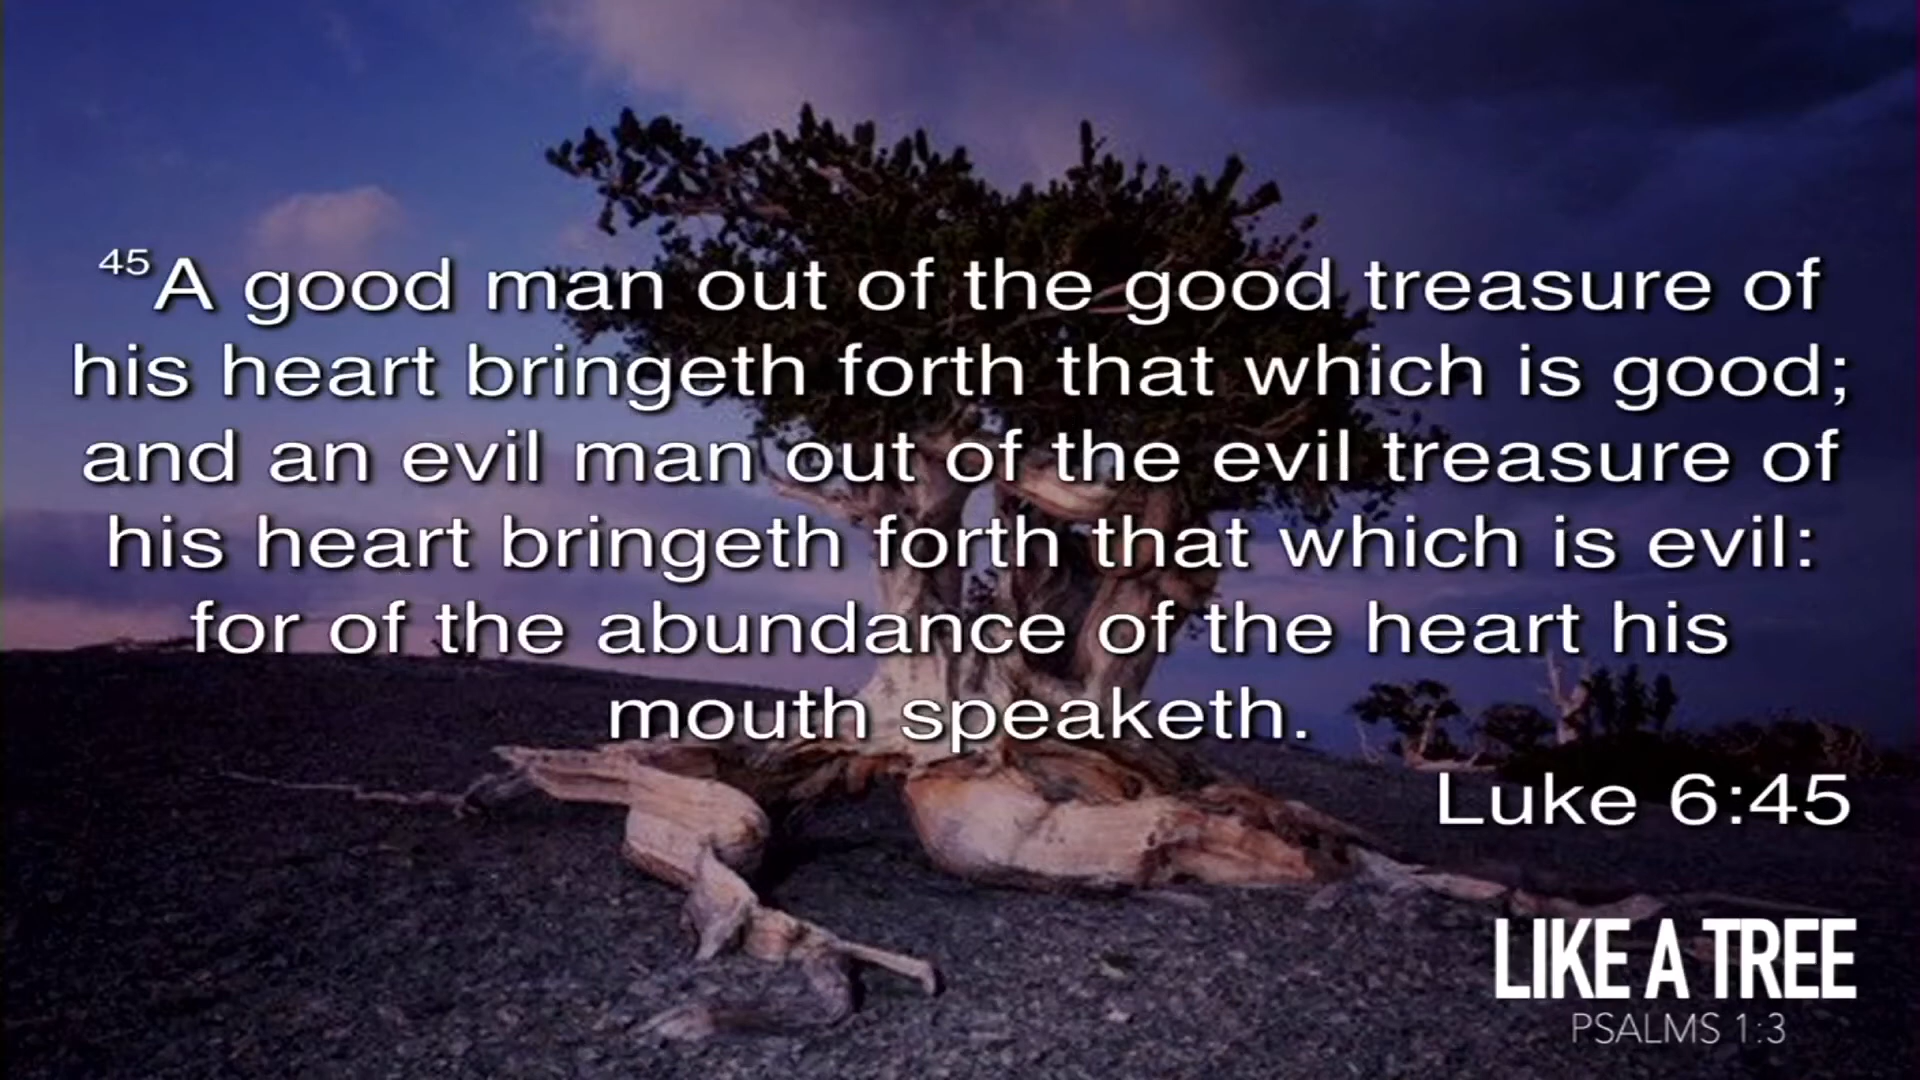 45A good man out of the good treasure of
his heart bringeth forth that which is good;
and an evil man out of the evil treasure of
his heart bringeth forth that which is evil:
for of the abundance of the heart his
mouth speaketh.
Luke 6:45
LIKE A TREE
PSALMS 1:3